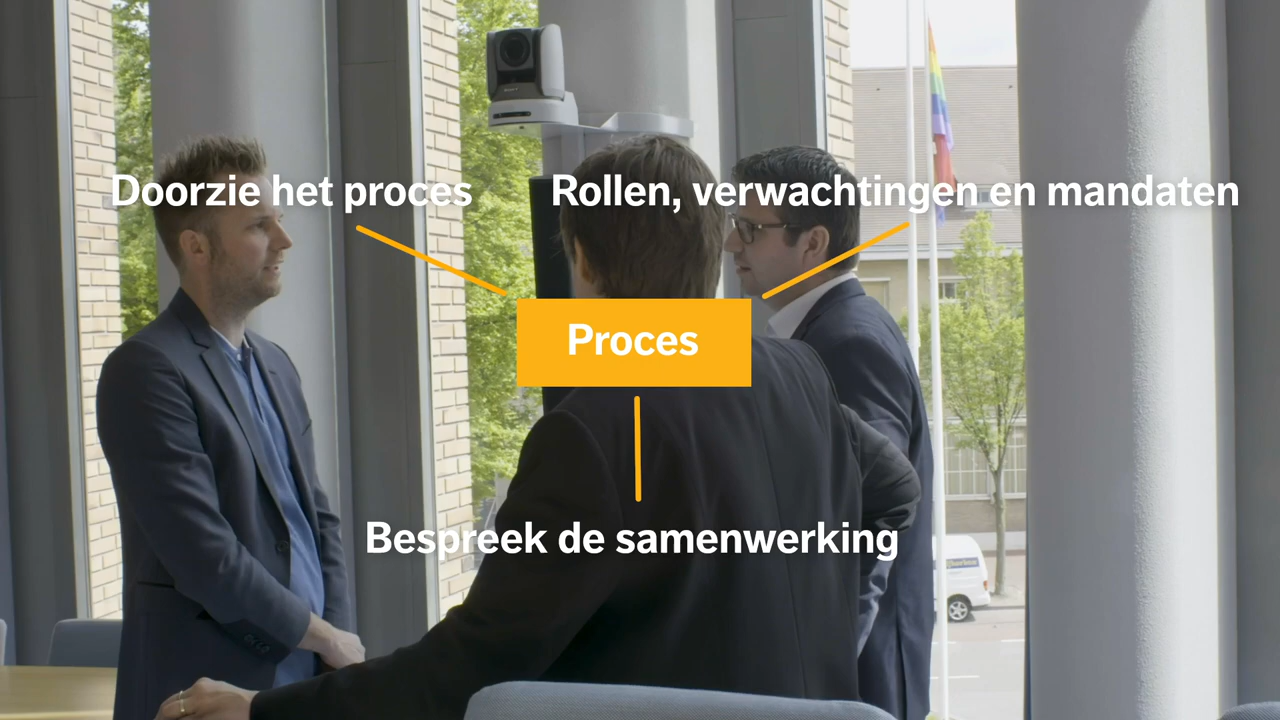 Doorzie het proces
Rollen, verwachtingen en mandaten
Proces
Bespreek de samenwerking